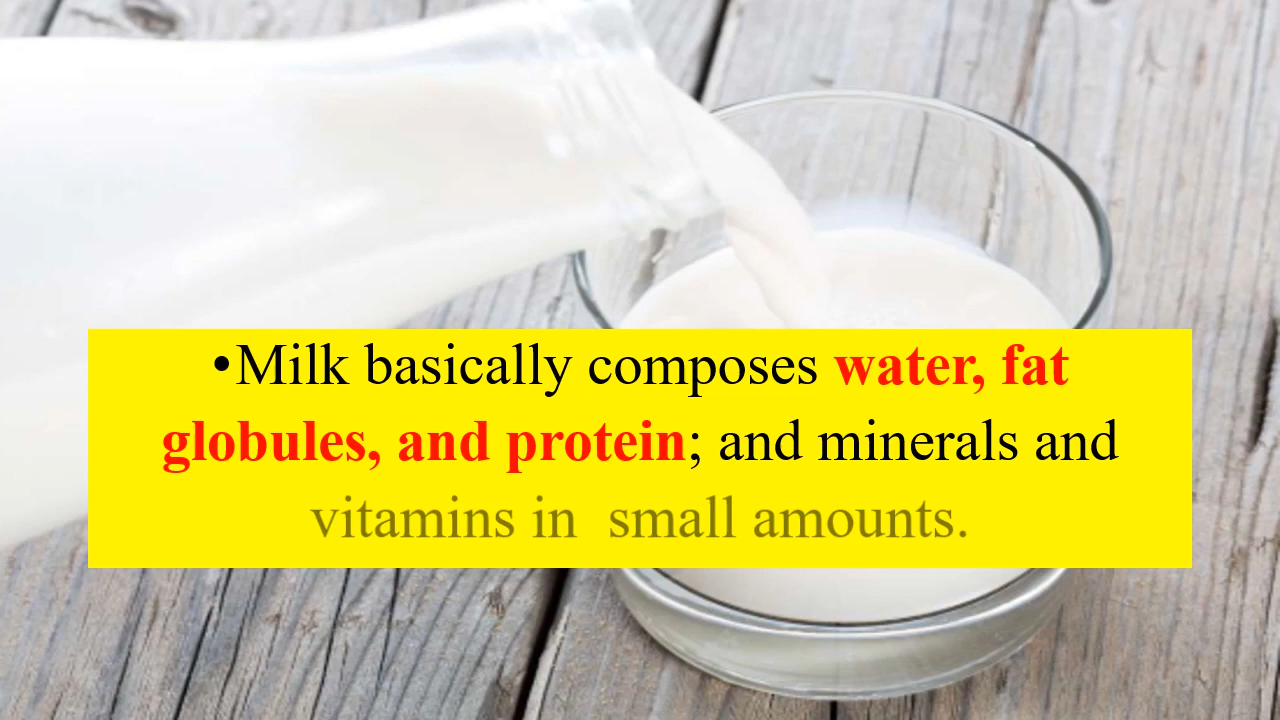 •Milk basically composes water, fat
globules, and protein; and minerals and
vitamins in  small amounts.